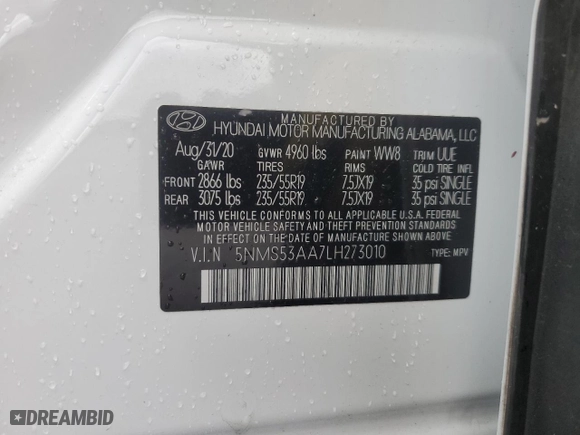 MANUFACTURED BY
HYUNDAI MOTOR MANUFACTURING ALABAMA, LLC
Aug/31/20 GVWR 4960 lbs PAINT WW8 TRIM UUE
GAWR TIRES RIMS COLD TIRE INFL
FRONT 2866 lbs 235/55R19 7.5JX19 35 psi SINGLE
REAR 3075 lbs 235/55R19 7.5JX19 35 psi SINGLE
THIS VEHICLE CONFORMS TO ALL APPLICABLE U.S.A. FEDERAL
MOTOR VEHICLE SAFETY AND THEFT PREVENTION STANDARDS
IN EFFECT ON THE DATE OF MANUFACTURE SHOWN ABOVE.
V.I.N 5NMS53AA7LH273010 TYPE: MPV
DREAMBID